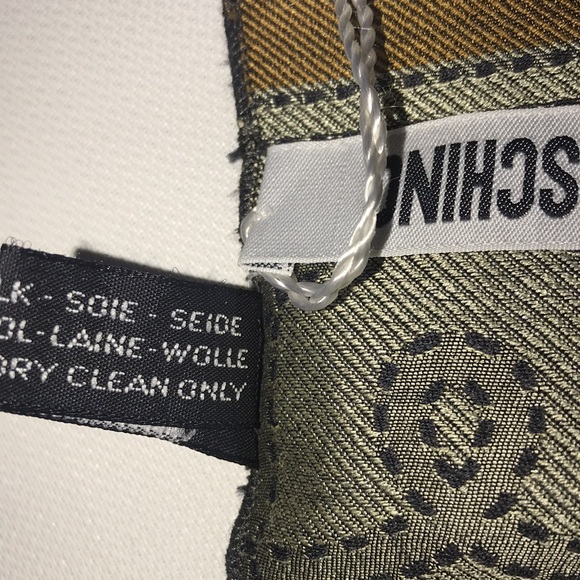 SCHINO
LK - SOIE - SEIDE
OL-LAINE-WOLLE
DRY CLEAN ONLY